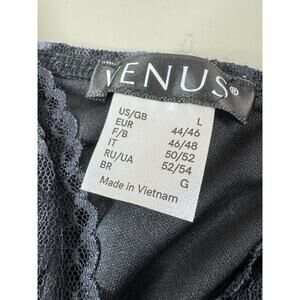 VENUS®
US/GB L
EUR 44/46
F/B 46/48
IT 50/52
RU/UA 52/54
BR G
Made in Vietnam